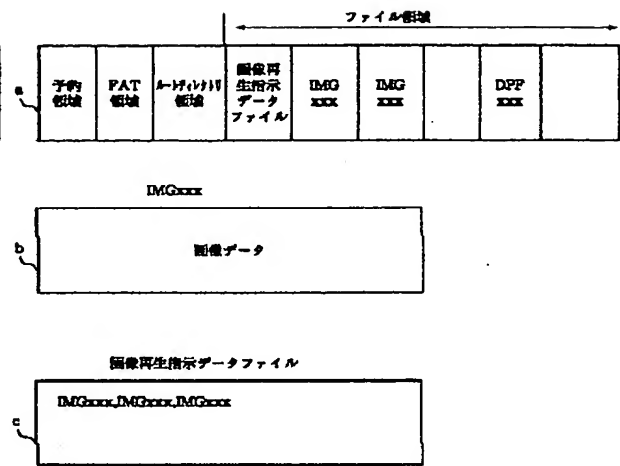 ファイル領域
a
予約
領域
FAT
領域
ルートディレクトリ
領域
画像再
生指示
データ
ファイル
IMG
xxx
IMG
xxx
DPF
xxx
IMGxxx
b
画像データ
画像再生指示データファイル
c
IMGxxx,IMGxxx,IMGxxx